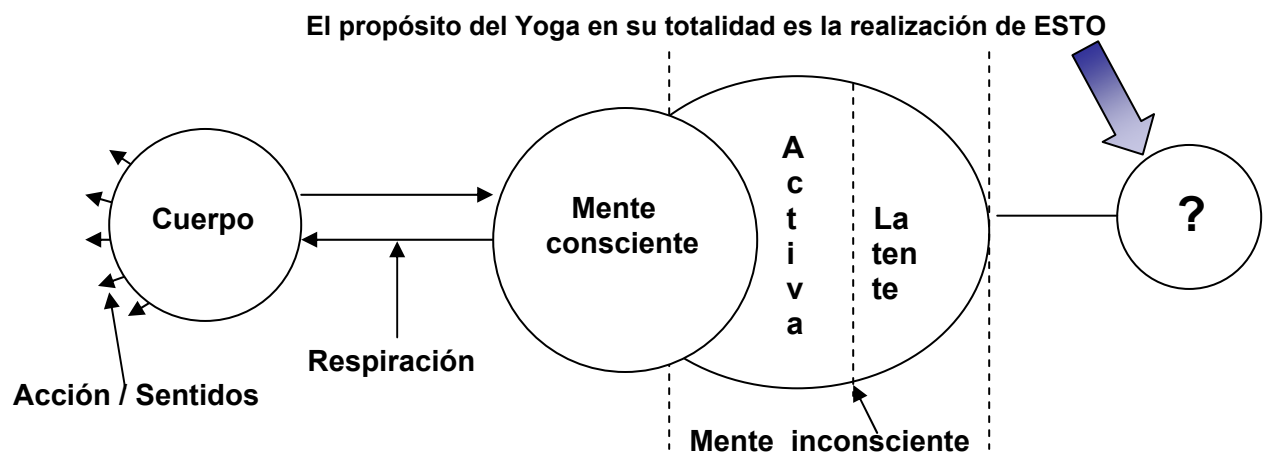 El propósito del Yoga en su totalidad es la realización de ESTO
Cuerpo
Mente
consciente
A
c
t
i
v
a
La
ten
te
?
Respiración
Acción / Sentidos
Mente inconsciente